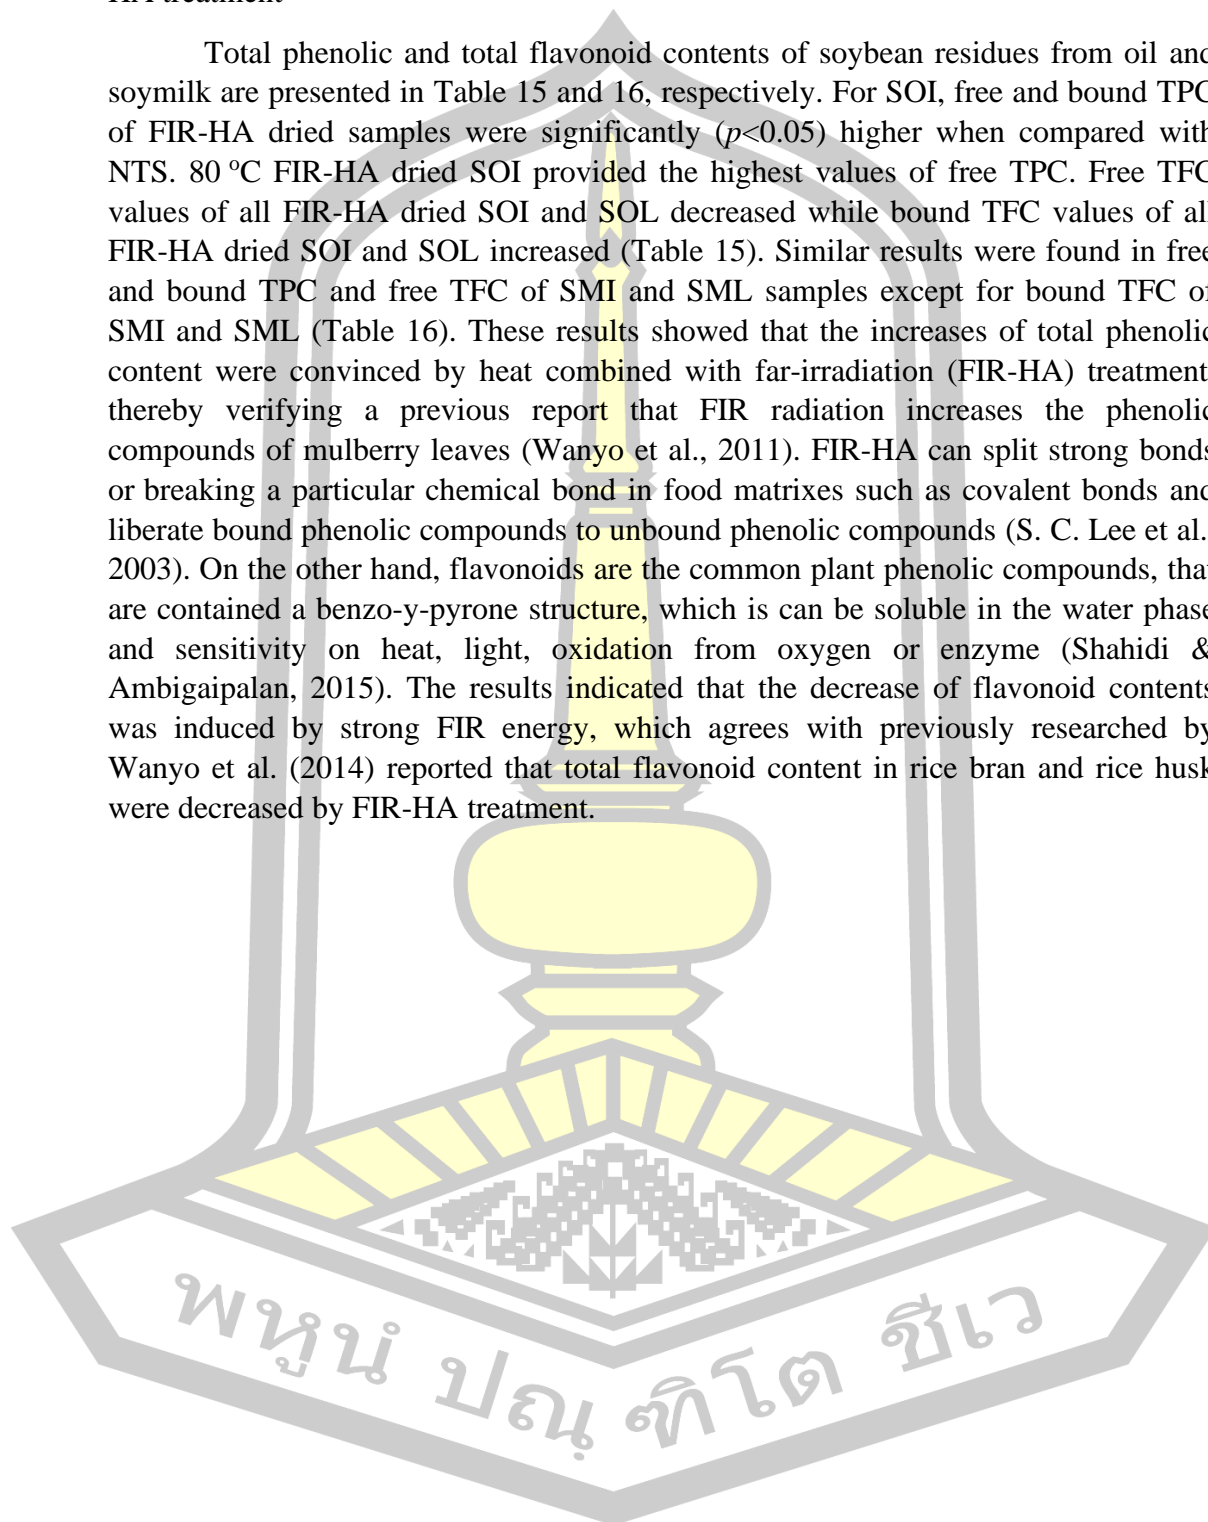 HA treatment
Total phenolic and total flavonoid contents of soybean residues from oil and
soymilk are presented in Table 15 and 16, respectively. For SOI, free and bound TPC
of FIR-HA dried samples were significantly (p<0.05) higher when compared with
NTS. 80 °C FIR-HA dried SOI provided the highest values of free TPC. Free TFC
values of all FIR-HA dried SOI and SOL decreased while bound TFC values of all
FIR-HA dried SOI and SOL increased (Table 15). Similar results were found in free
and bound TPC and free TFC of SMI and SML samples except for bound TFC of
SMI and SML (Table 16). These results showed that the increases of total phenolic
content were convinced by heat combined with far-irradiation (FIR-HA) treatment
thereby verifying a previous report that FIR radiation increases the phenolic
compounds of mulberry leaves (Wanyo et al., 2011). FIR-HA can split strong bonds
or breaking a particular chemical bond in food matrixes such as covalent bonds and
liberate bound phenolic compounds to unbound phenolic compounds (S. C. Lee et al.
2003). On the other hand, flavonoids are the common plant phenolic compounds, that
are contained a benzo-y-pyrone structure, which is can be soluble in the water phase
and sensitivity on heat, light, oxidation from oxygen or enzyme (Shahidi &
Ambigaipalan, 2015). The results indicated that the decrease of flavonoid contents
was induced by strong FIR energy, which agrees with previously researched by
Wanyo et al. (2014) reported that total flavonoid content in rice bran and rice husk
were decreased by FIR-HA treatment.
พหูนํ ปณฺฑิโต ชีเว